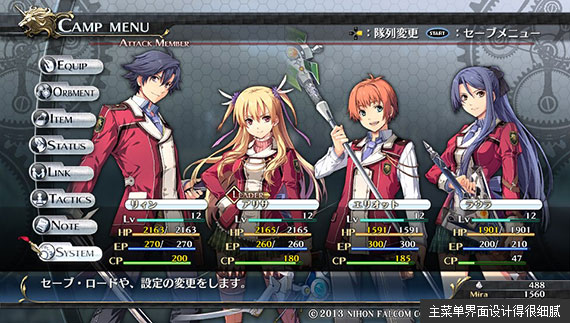 CAMP MENU
ATTACK MEMBER
:隊列変更 START:セーブメニュー
EQUIP
ORBMENT
ITEM
STATUS
LINK
TACTICS
NOTE
SYSTEM
リィン
Lv 12
HP 2163/2163
EP 270/270
CP 200
LEADER
アリサ
Lv 12
HP 2165/2165
EP 260/260
CP 180
エリオット
Lv 12
HP 1591/1591
EP 300/300
CP 185
ラウラ
Lv 12
HP 1901/1901
EP 200/210
CP 47
セーブ・ロードや、設定の変更をします。
488
Mira 1560
©2013 NIHON FALCOM CO
主菜单界面设计得很细腻